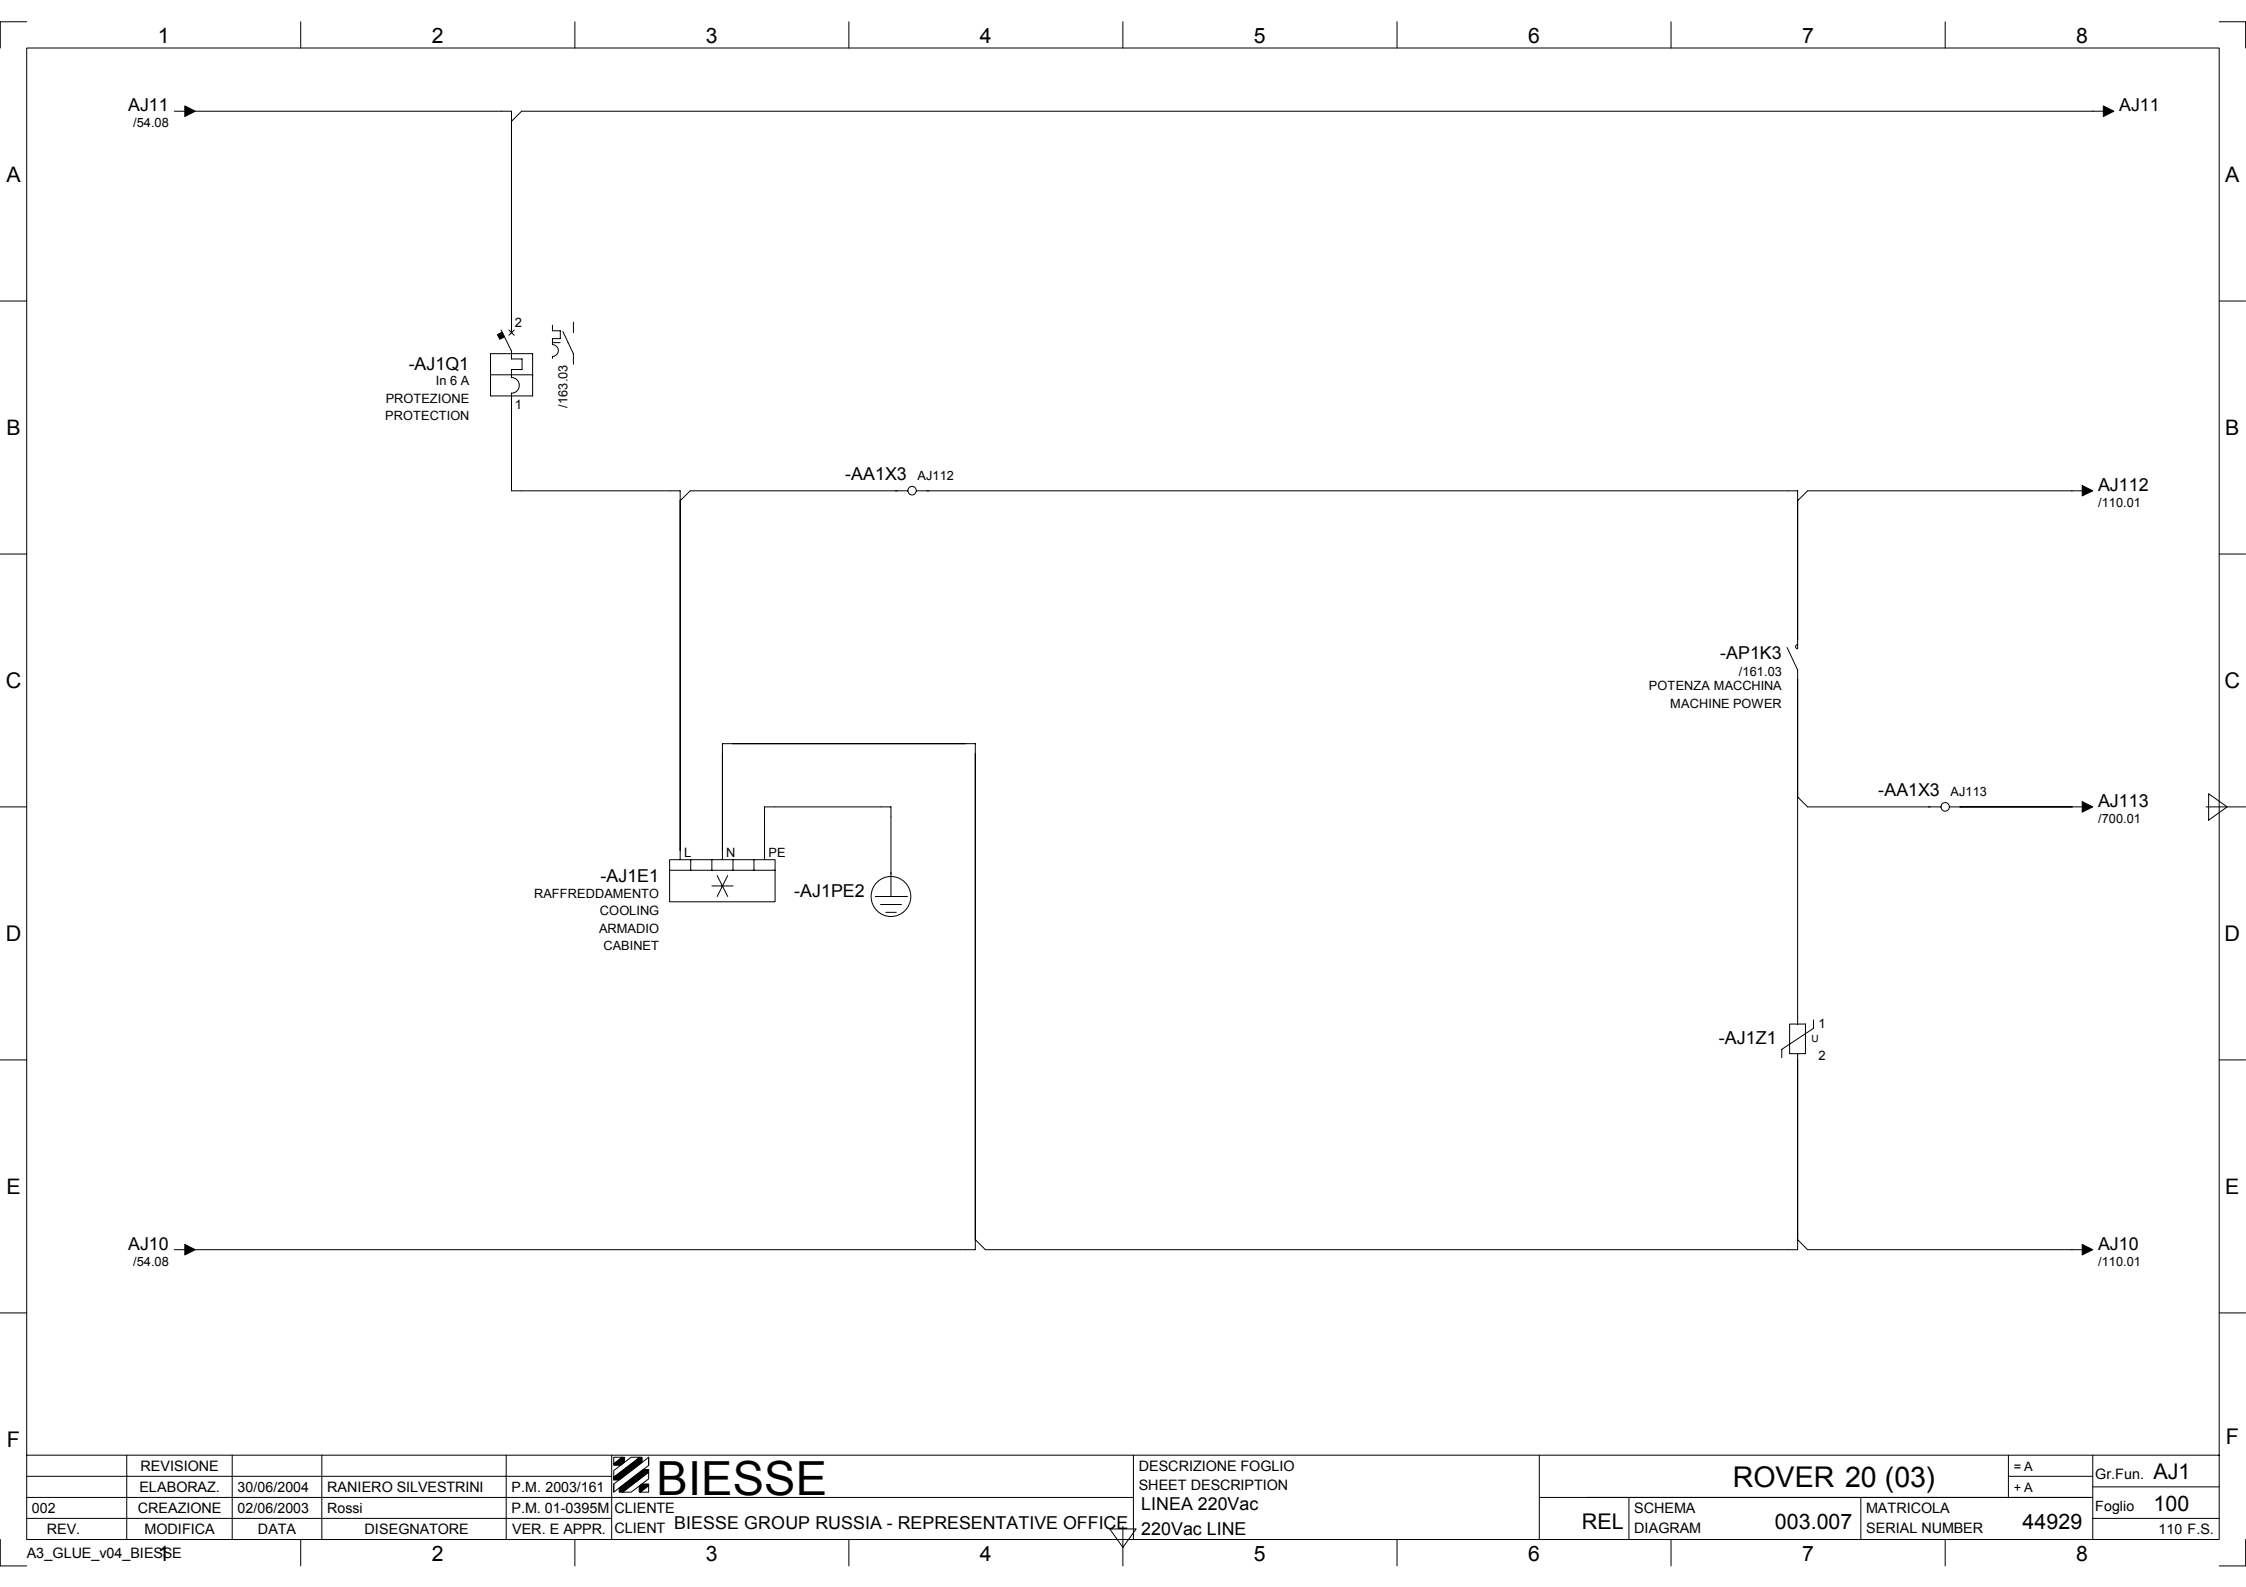 1 2 3 4 5 6 7 8
AJ11
/54.08
AJ11
A
A
2
-AJ1Q1
In 6 A
PROTEZIONE
PROTECTION
1
/163.03
B
B
-AA1X3 AJ112
AJ112
/110.01
-AP1K3
/161.03
POTENZA MACCHINA
MACHINE POWER
C
C
-AA1X3 AJ113
AJ113
/700.01
L N PE
-AJ1E1
RAFFREDDAMENTO
COOLING
ARMADIO
CABINET
-AJ1PE2
D
D
-AJ1Z1
1
U
2
E
E
AJ10
/54.08
AJ10
/110.01
F
F
REVISIONE
ELABORAZ. 30/06/2004 RANIERO SILVESTRINI P.M. 2003/161
002 CREAZIONE 02/06/2003 Rossi P.M. 01-0395M
REV. MODIFICA DATA DISEGNATORE VER. E APPR.
BIESSE
CLIENTE
CLIENT BIESSE GROUP RUSSIA - REPRESENTATIVE OFFICE
DESCRIZIONE FOGLIO
SHEET DESCRIPTION
LINEA 220Vac
220Vac LINE
ROVER 20 (03)
= A
+ A
Gr.Fun. AJ1
REL
SCHEMA
DIAGRAM
003.007
MATRICOLA
SERIAL NUMBER
44929
Foglio 100
110 F.S.
A3_GLUE_v04_BIESSE
1 2 3 4 5 6 7 8